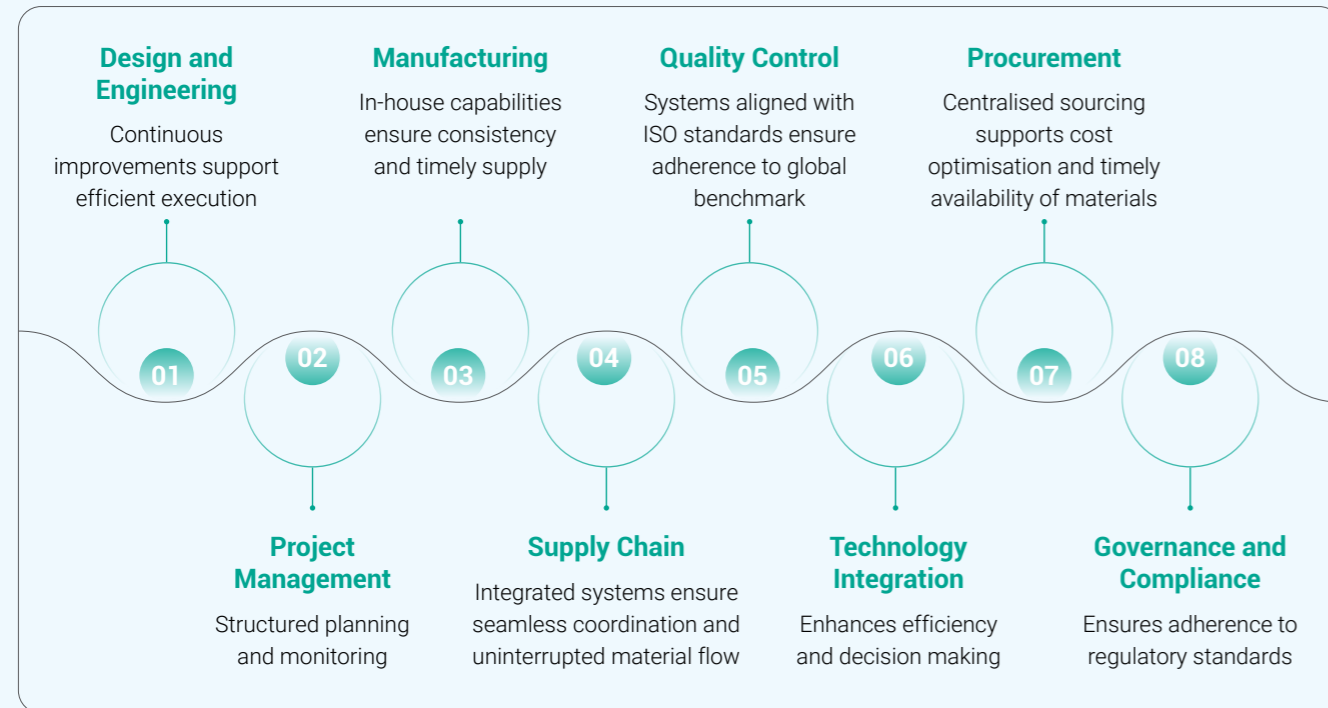 Design and
Engineering
Continuous
improvements support
efficient execution
01
02
Project
Management
Structured planning
and monitoring
Manufacturing
In-house capabilities
ensure consistency
and timely supply
03
04
Supply Chain
Integrated systems ensure
seamless coordination and
uninterrupted material flow
Quality Control
Systems aligned with
ISO standards ensure
adherence to global
benchmark
05
06
Technology
Integration
Enhances efficiency
and decision making
Procurement
Centralised sourcing
supports cost
optimisation and timely
availability of materials
07
08
Governance and
Compliance
Ensures adherence to
regulatory standards